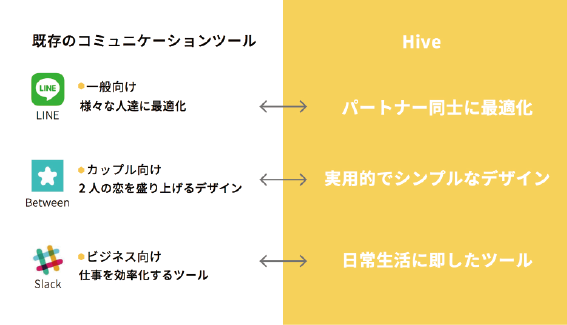 既存のコミュニケーションツール
Hive
LINE
LINE
一般向け
様々な人達に最適化
パートナー同士に最適化
Between
カップル向け
2人の恋を盛り上げるデザイン
実用的でシンプルなデザイン
Slack
ビジネス向け
仕事を効率化するツール
日常生活に即したツール